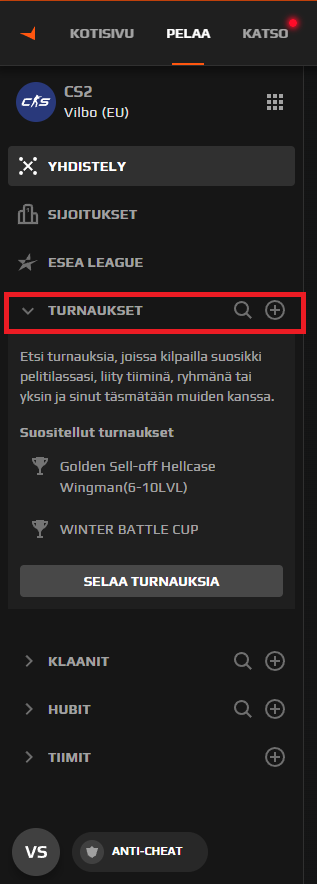 KOTISIVU PELAA KATSO
CS2
Vilbo (EU)
YHDISTELY
SIJOITUKSET
ESEA LEAGUE
TURNAUKSET
Etsi turnauksia, joissa kilpailla suosikki
pelitilassasi, liity tiiminä, ryhmänä tai
yksin ja sinut täsmätään muiden kanssa.
Suositellut turnaukset
Golden Sell-off Hellcase
Wingman(6-10LVL)
WINTER BATTLE CUP
SELAA TURNAUKSIA
KLAANIT
HUBIT
TIIMIT
VS ANTI-CHEAT